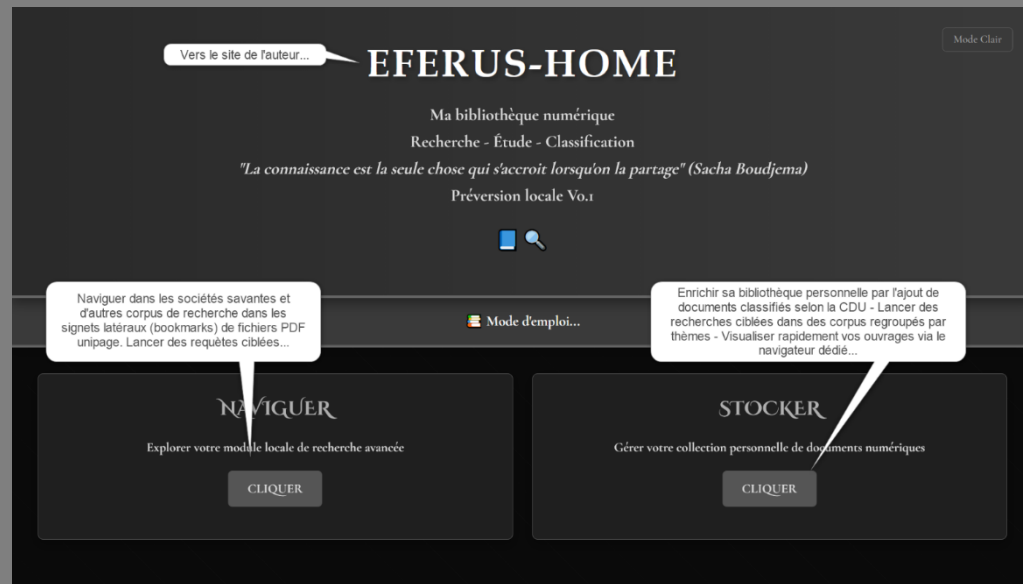 Mode Clair
Vers le site de l'auteur...
EFERUS-HOME
Ma bibliothèque numérique
Recherche - Étude - Classification
"La connaissance est la seule chose qui s'accroit lorsqu'on la partage" (Sacha Boudjema)
Préversion locale V0.1
Naviguer dans les sociétés savantes et
d'autres corpus de recherche dans les
signets latéraux (bookmarks) de fichiers PDF
unipage. Lancer des requêtes ciblées...
Mode d'emploi...
Enrichir sa bibliothèque personnelle par l'ajout de
documents classifiés selon la CDU - Lancer des
recherches ciblées dans des corpus regroupés par
thèmes - Visualiser rapidement vos ouvrages via le
navigateur dédié...
NAVIGUER
Explorer votre module locale de recherche avancée
CLIQUER
STOCKER
Gérer votre collection personnelle de documents numériques
CLIQUER